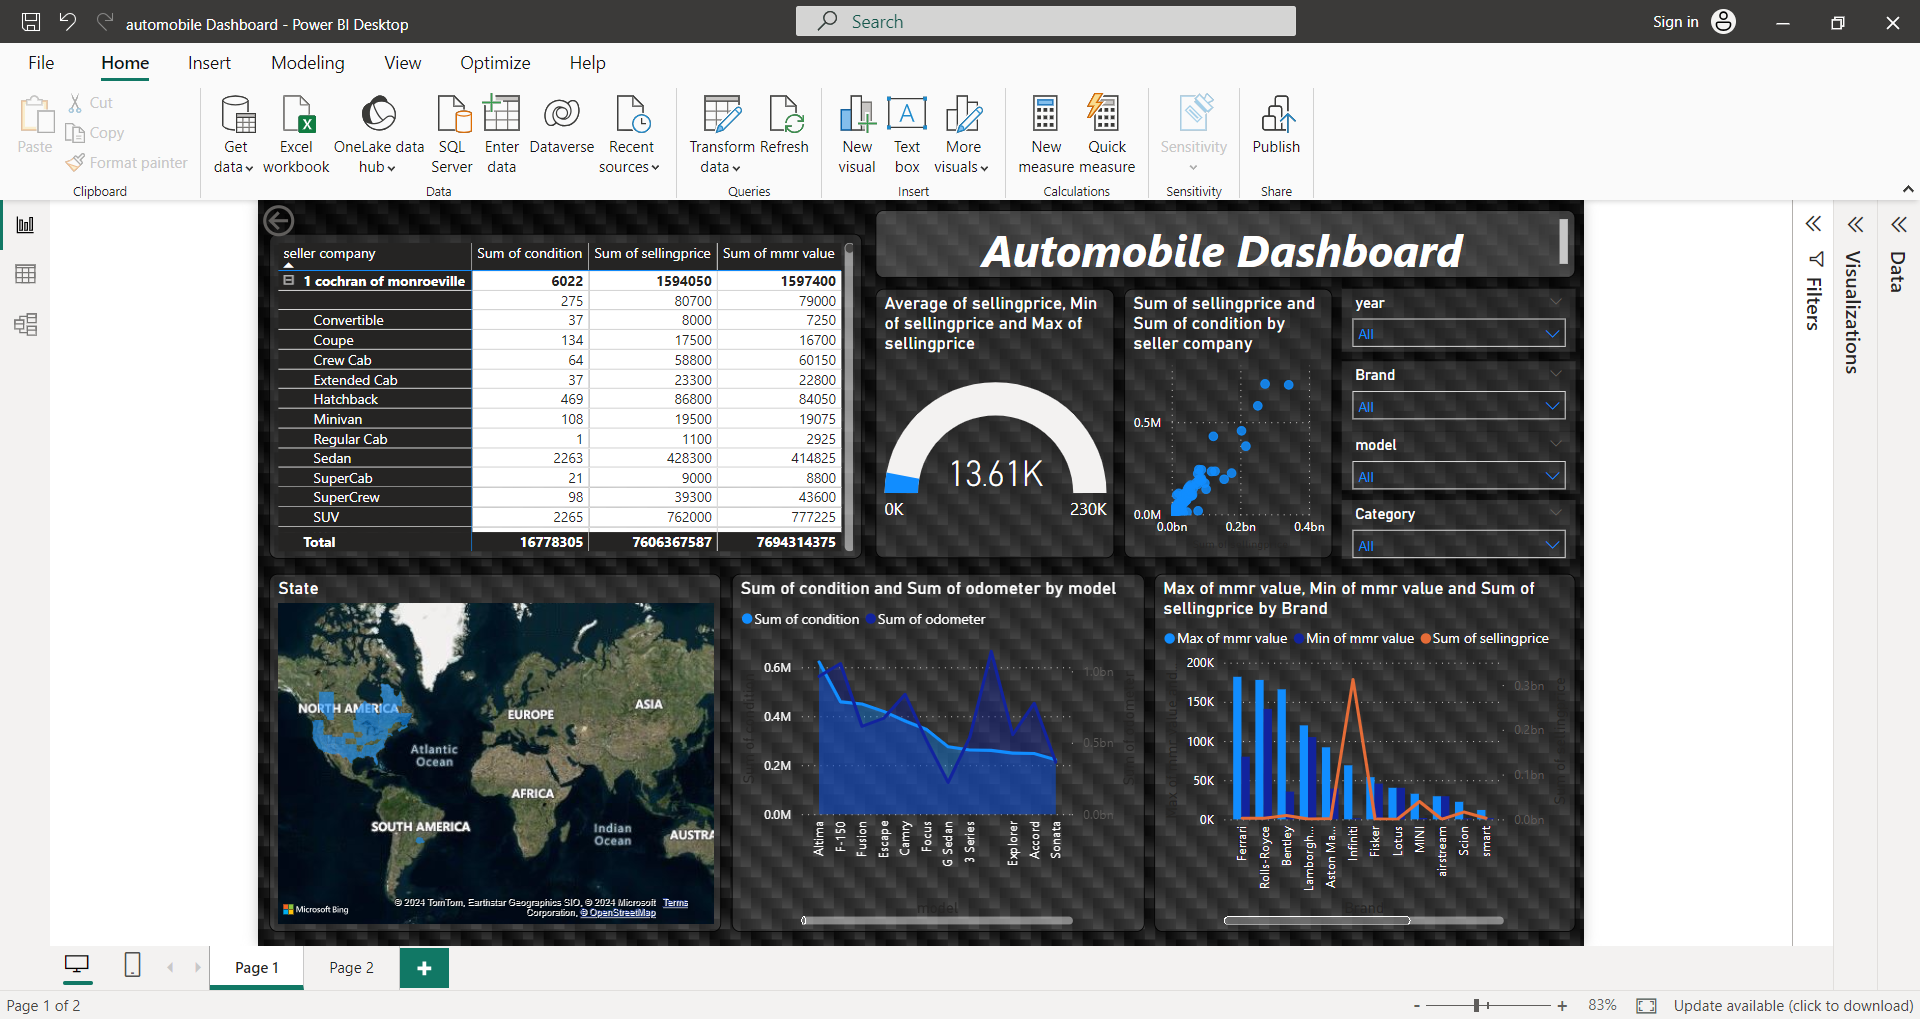 automobile Dashboard - Power BI Desktop
Search
Sign in
File Home Insert Modeling View Optimize Help
Paste
Cut
Copy
Format painter
Clipboard
Get data
Excel workbook
OneLake data hub
SQL Server
Enter data
Dataverse
Recent sources
Data
Transform data
Refresh
Queries
New visual
Text box
More visuals
Insert
New measure
Quick measure
Calculations
Sensitivity
Sensitivity
Publish
Share
seller company Sum of condition Sum of sellingprice Sum of mmr value
1 cochran of monroeville 6022 1594050 1597400
275 80700 79000
Convertible 37 8000 7250
Coupe 134 17500 16700
Crew Cab 64 58800 60150
Extended Cab 37 23300 22800
Hatchback 469 86800 84050
Minivan 108 19500 19075
Regular Cab 1 1100 2925
Sedan 2263 428300 414825
SuperCab 21 9000 8800
SuperCrew 98 39300 43600
SUV 2265 762000 777225
Total 16778305 7606367587 7694314375
Automobile Dashboard
Average of sellingprice, Min
of sellingprice and Max of
sellingprice
13.61K
0K 230K
Sum of sellingprice and
Sum of condition by
seller company
0.5M
0.0M
0.0bn 0.2bn 0.4bn
year
All
Brand
All
model
All
Category
All
Filters
Visualizations
Data
State
NORTH AMERICA
EUROPE
ASIA
Atlantic
Ocean
AFRICA
SOUTH AMERICA
Indian
Ocean
AUSTRA
Microsoft Bing
© 2024 TomTom, Earthstar Geographics SIO, © 2024 Microsoft Terms
Corporation, © OpenStreetMap
Sum of condition and Sum of odometer by model
Sum of condition Sum of odometer
0.6M
0.4M
0.2M
0.0M
1.0bn
0.5bn
0.0bn
Altima
F-150
Fusion
Escape
Camry
Focus
G Sedan
3 Series
Explorer
Accord
Sonata
model
Max of mmr value, Min of mmr value and Sum of
sellingprice by Brand
Max of mmr value Min of mmr value Sum of sellingprice
200K
150K
100K
50K
0K
0.3bn
0.2bn
0.1bn
0.0bn
Ferrari
Rolls-Royce
Bentley
Lamborgh...
Aston Ma...
Infiniti
Fisker
Lotus
MINI
airstream
Scion
smart
Brand
Page 1
Page 2
+
Page 1 of 2
- + 83%
Update available (click to download)